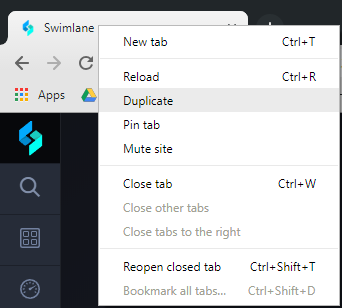 Swimlane
New tab Ctrl+T
Reload Ctrl+R
Apps
Duplicate
Pin tab
Mute site
Close tab Ctrl+W
Close other tabs
Close tabs to the right
Reopen closed tab Ctrl+Shift+T
Bookmark all tabs... Ctrl+Shift+D